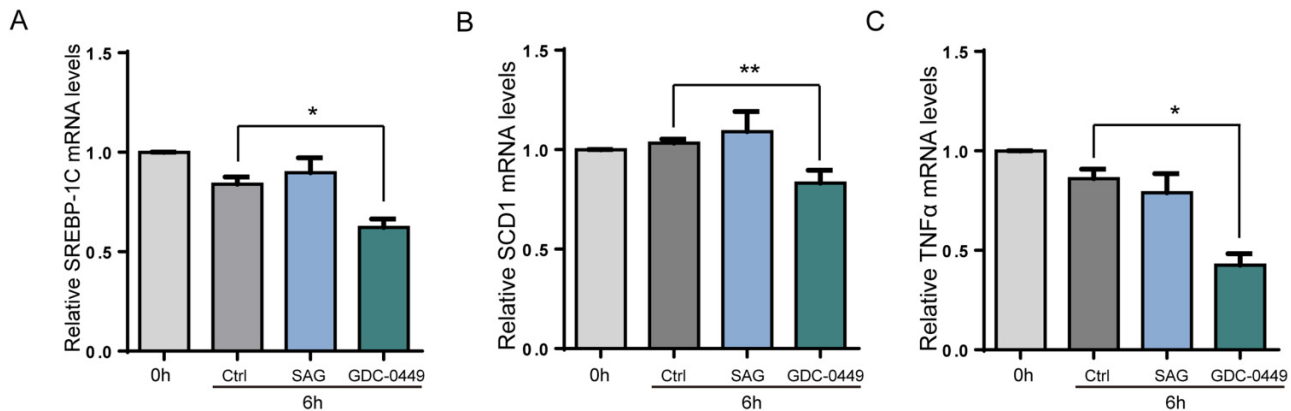 A
Relative SREBP-1C mRNA levels
1.5
1.0
0.5
0.0
*
0h
Ctrl
SAG
GDC-0449
6h
B
Relative SCD1 mRNA levels
1.5
1.0
0.5
0.0
**
0h
Ctrl
SAG
GDC-0449
6h
C
Relative TNFα mRNA levels
1.5
1.0
0.5
0.0
*
0h
Ctrl
SAG
GDC-0449
6h